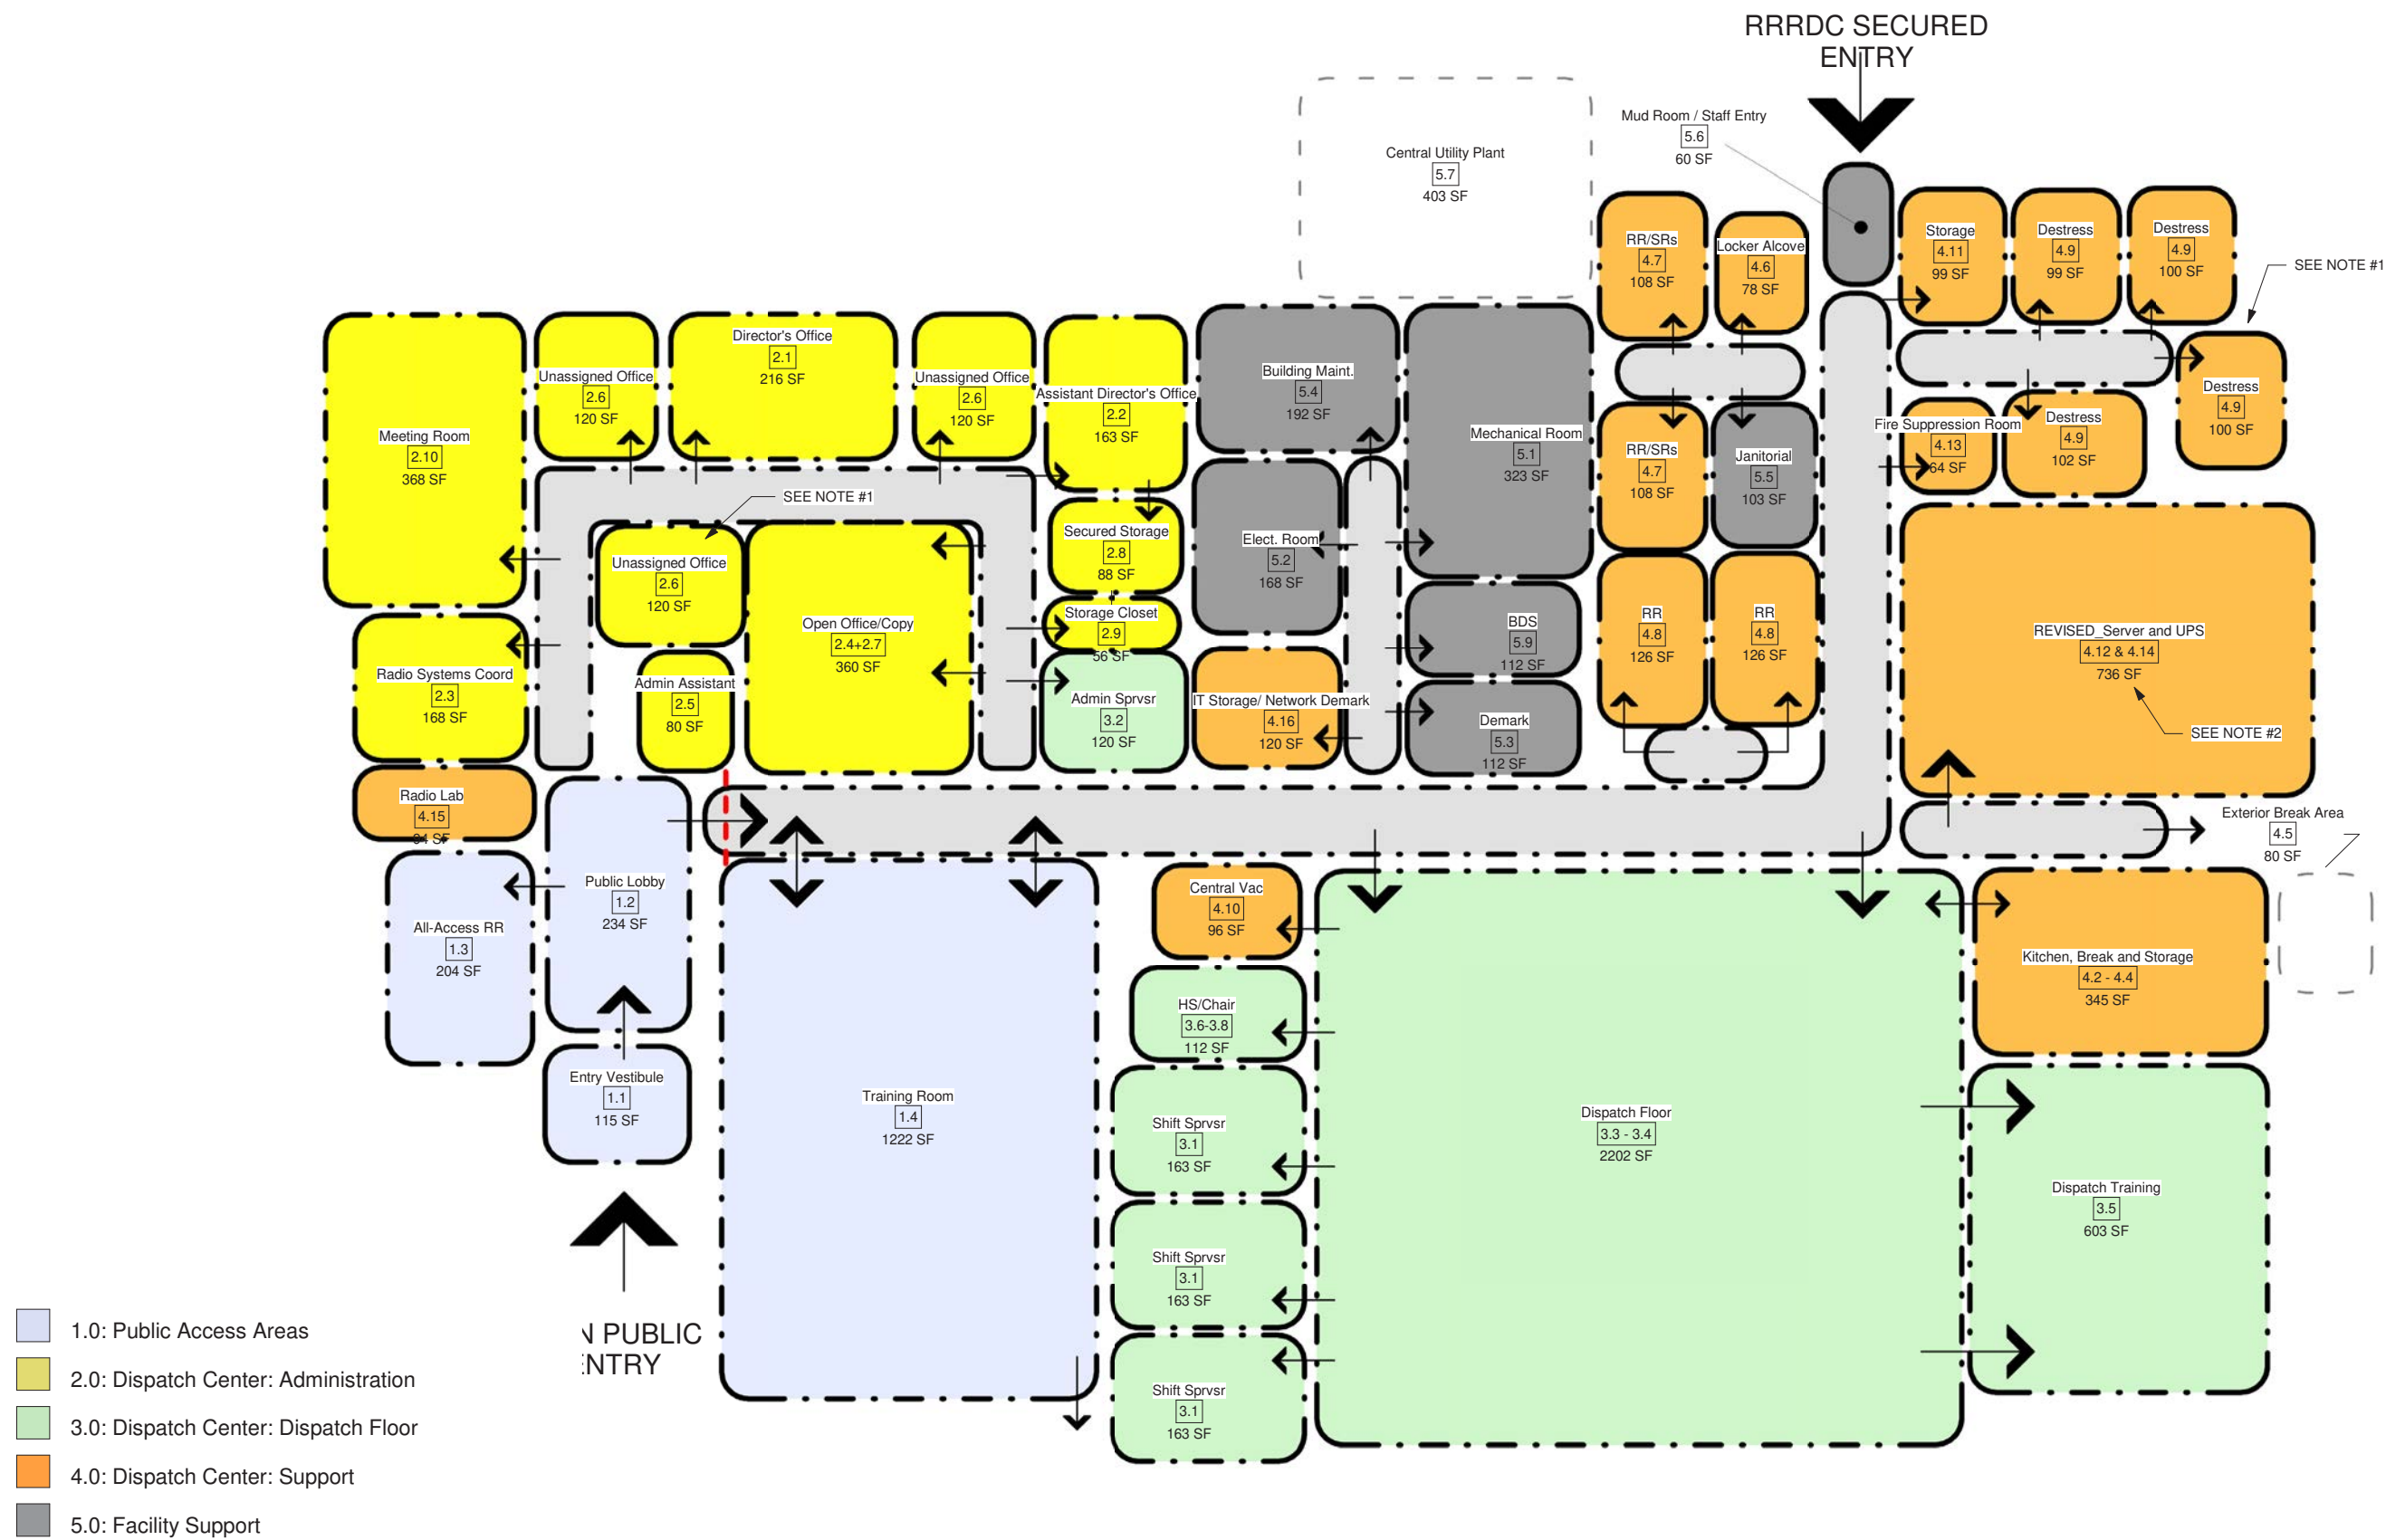 RRRDC SECURED
ENTRY
Mud Room / Staff Entry
5.6
60 SF
Central Utility Plant
5.7
403 SF
RR/SRs
4.7
108 SF
Locker Alcove
4.6
78 SF
Storage
4.11
99 SF
Destress
4.9
99 SF
Destress
4.9
100 SF
SEE NOTE #1
Meeting Room
2.10
368 SF
Unassigned Office
2.6
120 SF
Director's Office
2.1
216 SF
Unassigned Office
2.6
120 SF
Assistant Director's Office
2.2
163 SF
Building Maint.
5.4
192 SF
Mechanical Room
5.1
323 SF
RR/SRs
4.7
108 SF
Janitorial
5.5
103 SF
Fire Suppression Room
4.13
64 SF
Destress
4.9
102 SF
Destress
4.9
100 SF
SEE NOTE #1
Unassigned Office
2.6
120 SF
Secured Storage
2.8
88 SF
Elect. Room
5.2
168 SF
Storage Closet
2.9
56 SF
Open Office/Copy
2.4+2.7
360 SF
BDS
5.9
112 SF
RR
4.8
126 SF
RR
4.8
126 SF
REVISED_Server and UPS
4.12 & 4.14
736 SF
SEE NOTE #2
Radio Systems Coord
2.3
168 SF
Admin Assistant
2.5
80 SF
Admin Sprvsr
3.2
120 SF
IT Storage/ Network Demark
4.16
120 SF
Demark
5.3
112 SF
Radio Lab
4.15
Exterior Break Area
4.5
80 SF
All-Access RR
1.3
204 SF
Public Lobby
1.2
234 SF
Central Vac
4.10
96 SF
Kitchen, Break and Storage
4.2 - 4.4
345 SF
HS/Chair
3.6-3.8
112 SF
Entry Vestibule
1.1
115 SF
Training Room
1.4
1222 SF
Shift Sprvsr
3.1
163 SF
Dispatch Floor
3.3 - 3.4
2202 SF
Dispatch Training
3.5
603 SF
Shift Sprvsr
3.1
163 SF
Shift Sprvsr
3.1
163 SF
N PUBLIC
NTRY
1.0: Public Access Areas
2.0: Dispatch Center: Administration
3.0: Dispatch Center: Dispatch Floor
4.0: Dispatch Center: Support
5.0: Facility Support